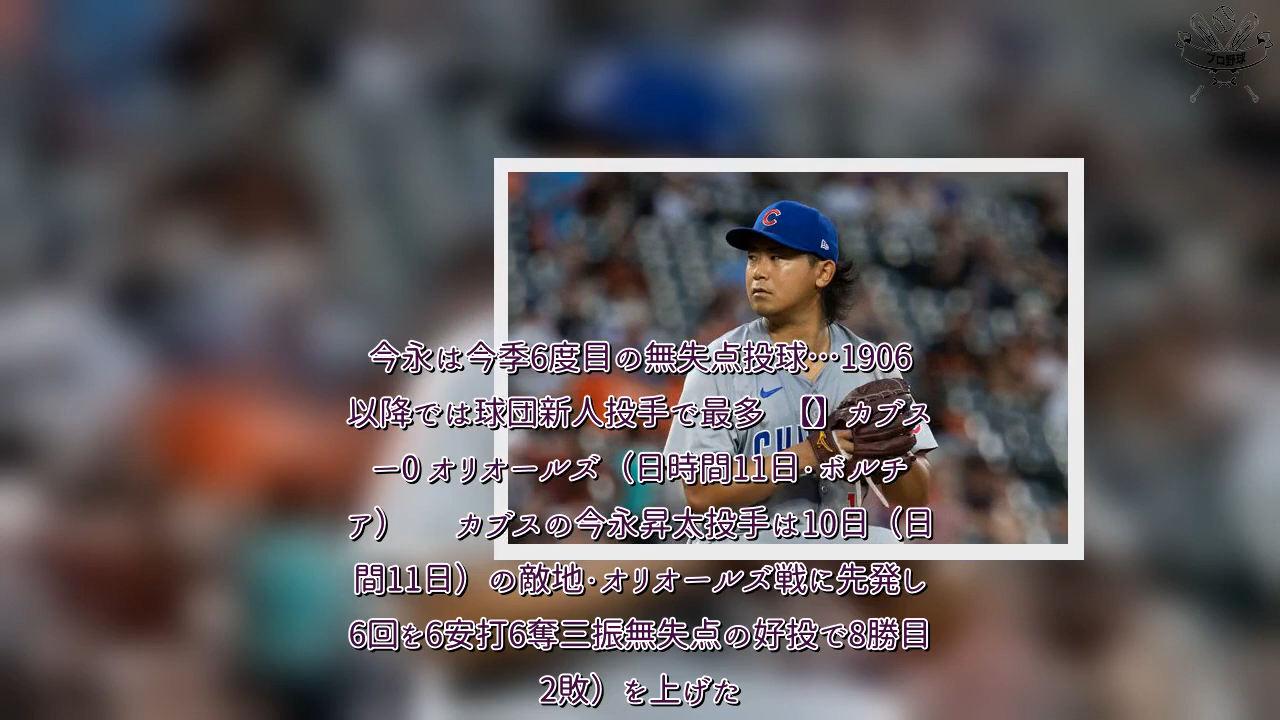 プロ野球
C
今永は今季6度目の無失点投球…1906
以降では球団新人投手で最多　【】カブス
ー0 オリオールズ（日時間11日·ボルチ
ア）　　カブスの今永昇太投手は10日（日
間11日）の敵地·オリオールズ戦に先発し
6回を6安打6奪三振無失点の好投で8勝目
2敗）を上げた